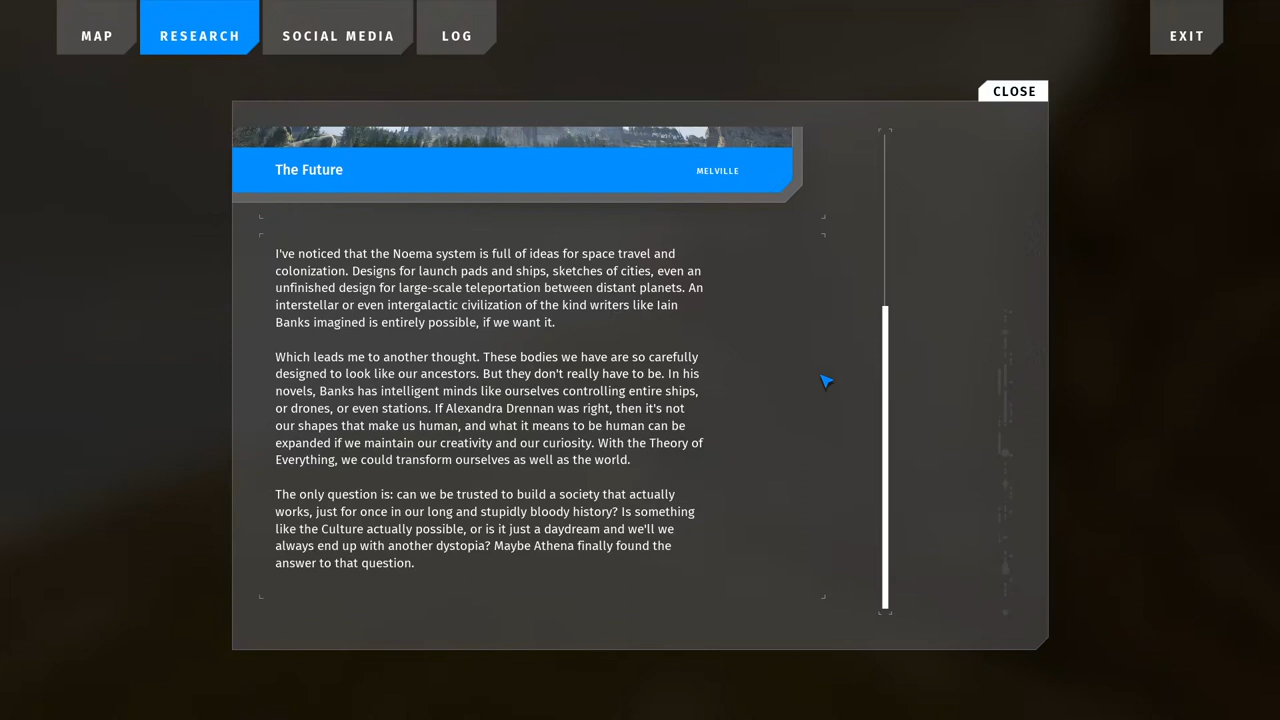 MAP
RESEARCH
SOCIAL MEDIA
LOG
EXIT
CLOSE
The Future
MELVILLE
I've noticed that the Noema system is full of ideas for space travel and
colonization. Designs for launch pads and ships, sketches of cities, even an
unfinished design for large-scale teleportation between distant planets. An
interstellar or even intergalactic civilization of the kind writers like Iain
Banks imagined is entirely possible, if we want it.
Which leads me to another thought. These bodies we have are so carefully
designed to look like our ancestors. But they don't really have to be. In his
novels, Banks has intelligent minds like ourselves controlling entire ships,
or drones, or even stations. If Alexandra Drennan was right, then it's not
our shapes that make us human, and what it means to be human can be
expanded if we maintain our creativity and our curiosity. With the Theory of
Everything, we could transform ourselves as well as the world.
The only question is: can we be trusted to build a society that actually
works, just for once in our long and stupidly bloody history? Is something
like the Culture actually possible, or is it just a daydream and we'll we
always end up with another dystopia? Maybe Athena finally found the
answer to that question.